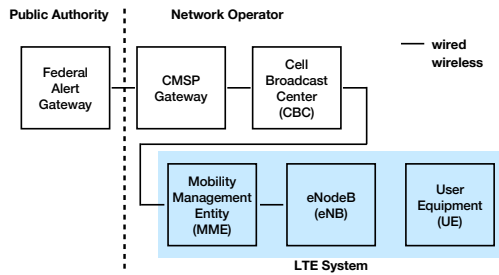 Public Authority
Network Operator
Federal
Alert
Gateway
CMSP
Gateway
Cell
Broadcast
Center
(CBC)
wired
wireless
Mobility
Management
Entity
(MME)
eNodeB
(eNB)
User
Equipment
(UE)
LTE System